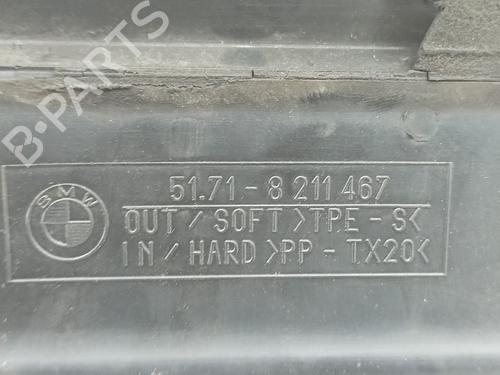 B-PARTS
BMW
51.71-8 211 467
OUT/SOFT>TPE-S<
IN/HARD>PP-TX20<